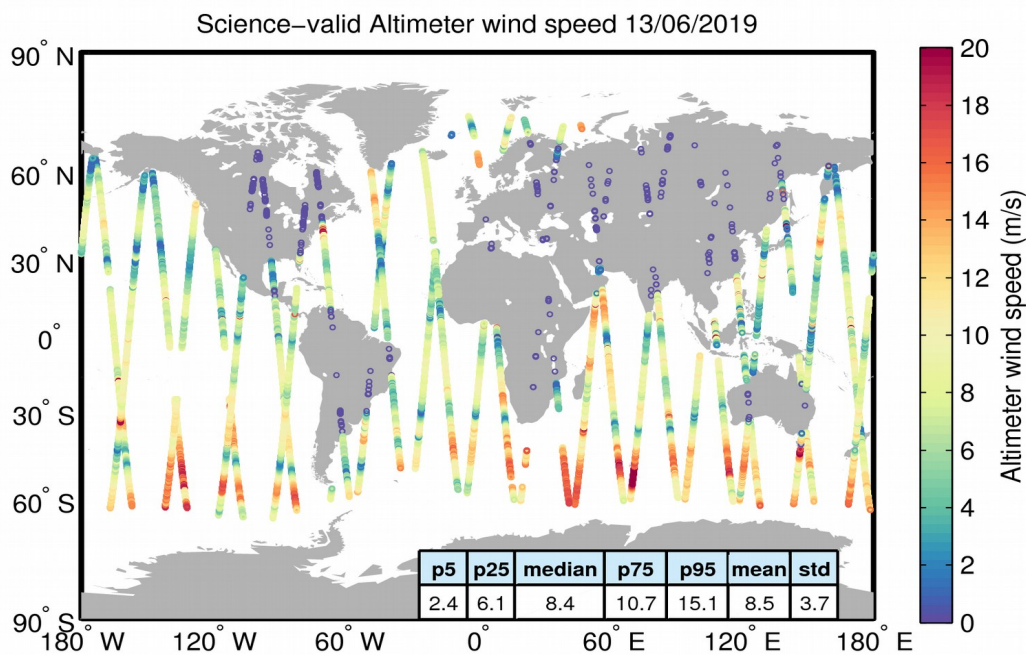 Science−valid Altimeter wind speed 13/06/2019
90° N
60° N
30° N
0°
30° S
60° S
90° S
180° W 120° W 60° W 0° 60° E 120° E 180° E
p5 p25 median p75 p95 mean std
2.4 6.1 8.4 10.7 15.1 8.5 3.7
20
18
16
14
12
10
8
6
4
2
0
Altimeter wind speed (m/s)